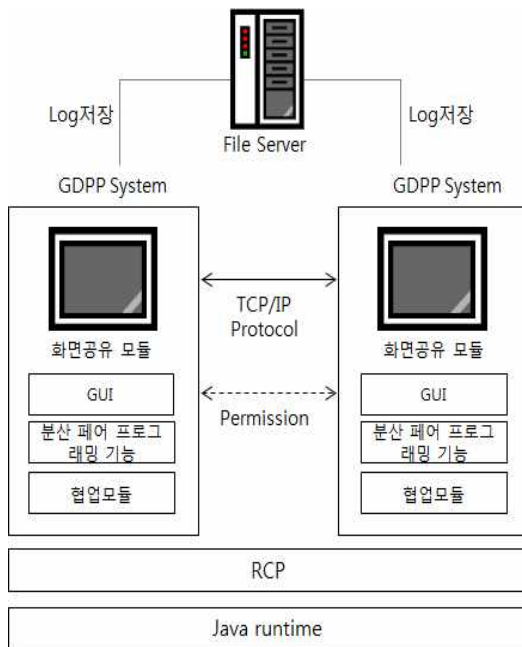 Log저장
Log저장
File Server
GDPP System
GDPP System
TCP/IP
Protocol
화면공유 모듈
화면공유 모듈
GUI
Permission
GUI
분산 페어 프로그
래밍 기능
분산 페어 프로그
래밍 기능
협업모듈
협업모듈
RCP
Java runtime